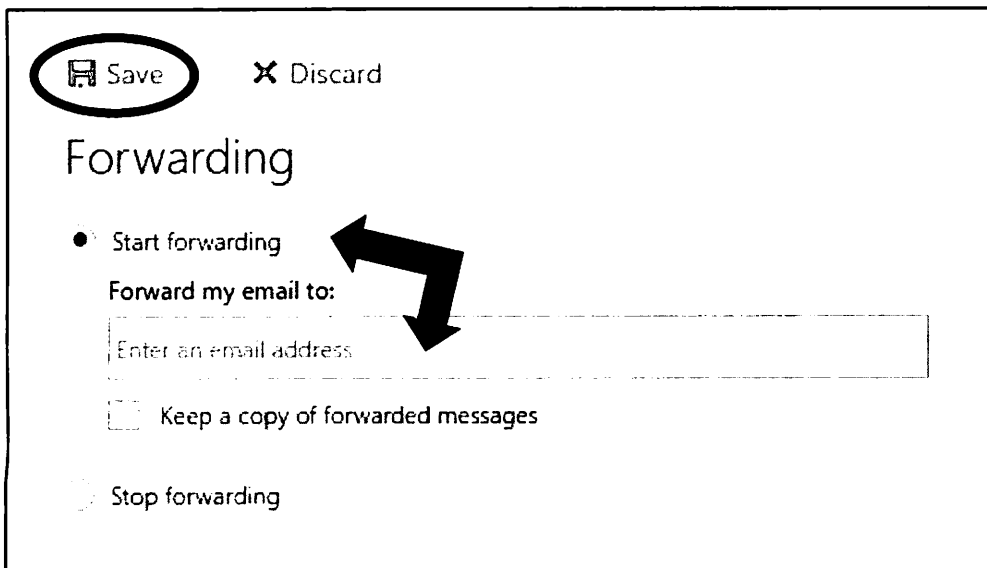 Save Discard
Forwarding
Start forwarding
Forward my email to:
Enter an email address
Keep a copy of forwarded messages
Stop forwarding